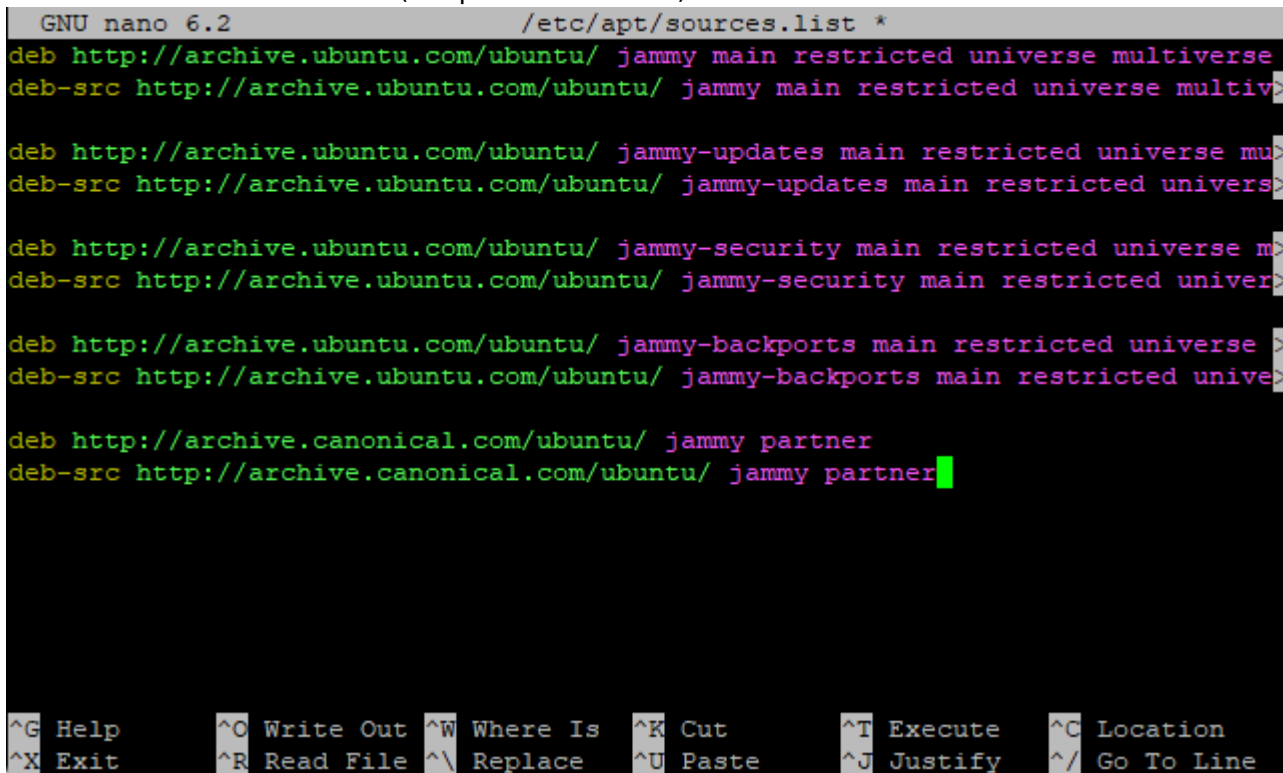 GNU nano 6.2 /etc/apt/sources.list *
deb http://archive.ubuntu.com/ubuntu/ jammy main restricted universe multiverse
deb-src http://archive.ubuntu.com/ubuntu/ jammy main restricted universe multiv>
deb http://archive.ubuntu.com/ubuntu/ jammy-updates main restricted universe mu>
deb-src http://archive.ubuntu.com/ubuntu/ jammy-updates main restricted univers>
deb http://archive.ubuntu.com/ubuntu/ jammy-security main restricted universe m>
deb-src http://archive.ubuntu.com/ubuntu/ jammy-security main restricted univer>
deb http://archive.ubuntu.com/ubuntu/ jammy-backports main restricted universe >
deb-src http://archive.ubuntu.com/ubuntu/ jammy-backports main restricted unive>
deb http://archive.canonical.com/ubuntu/ jammy partner
deb-src http://archive.canonical.com/ubuntu/ jammy partner
^G Help ^O Write Out ^W Where Is ^K Cut ^T Execute ^C Location
^X Exit ^R Read File ^\ Replace ^U Paste ^J Justify ^/ Go To Line